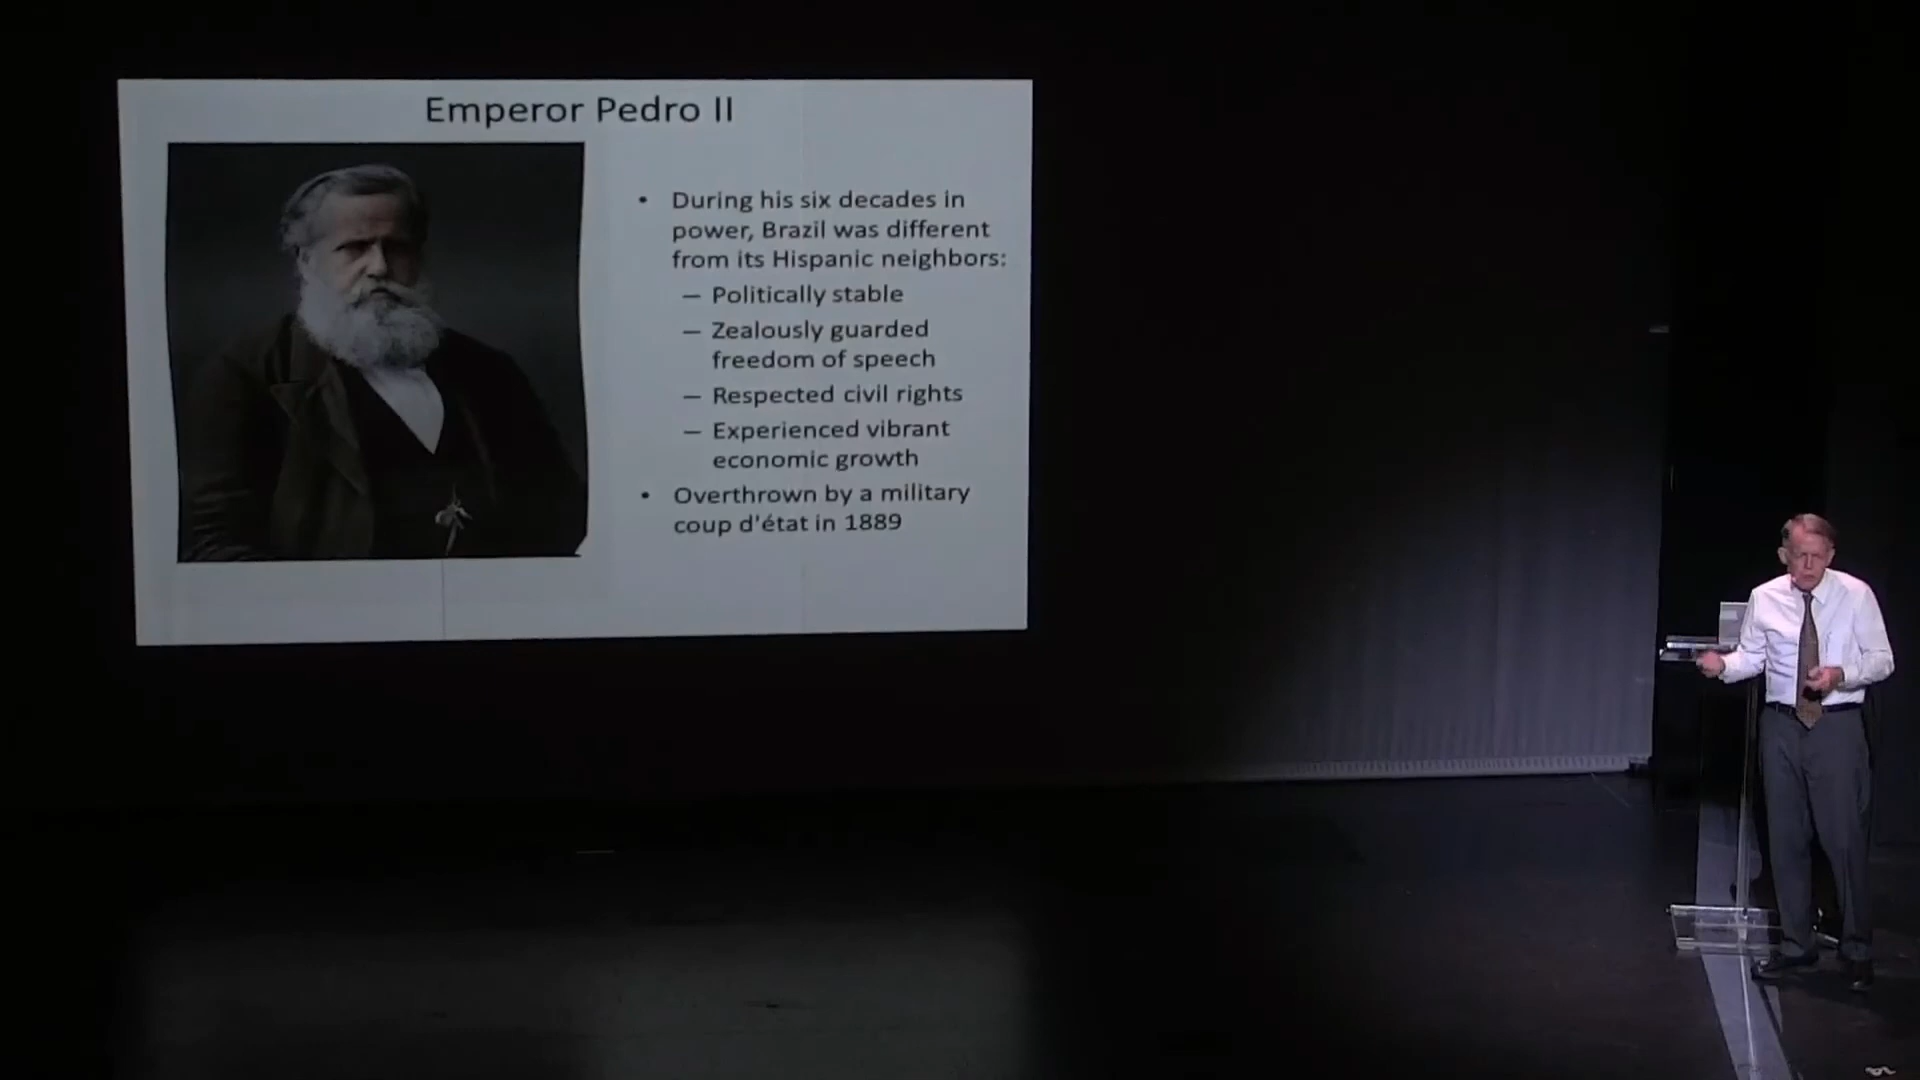 Emperor Pedro II
• During his six decades in
power, Brazil was different
from its Hispanic neighbors:
– Politically stable
– Zealously guarded
freedom of speech
– Respected civil rights
– Experienced vibrant
economic growth
• Overthrown by a military
coup d'état in 1889